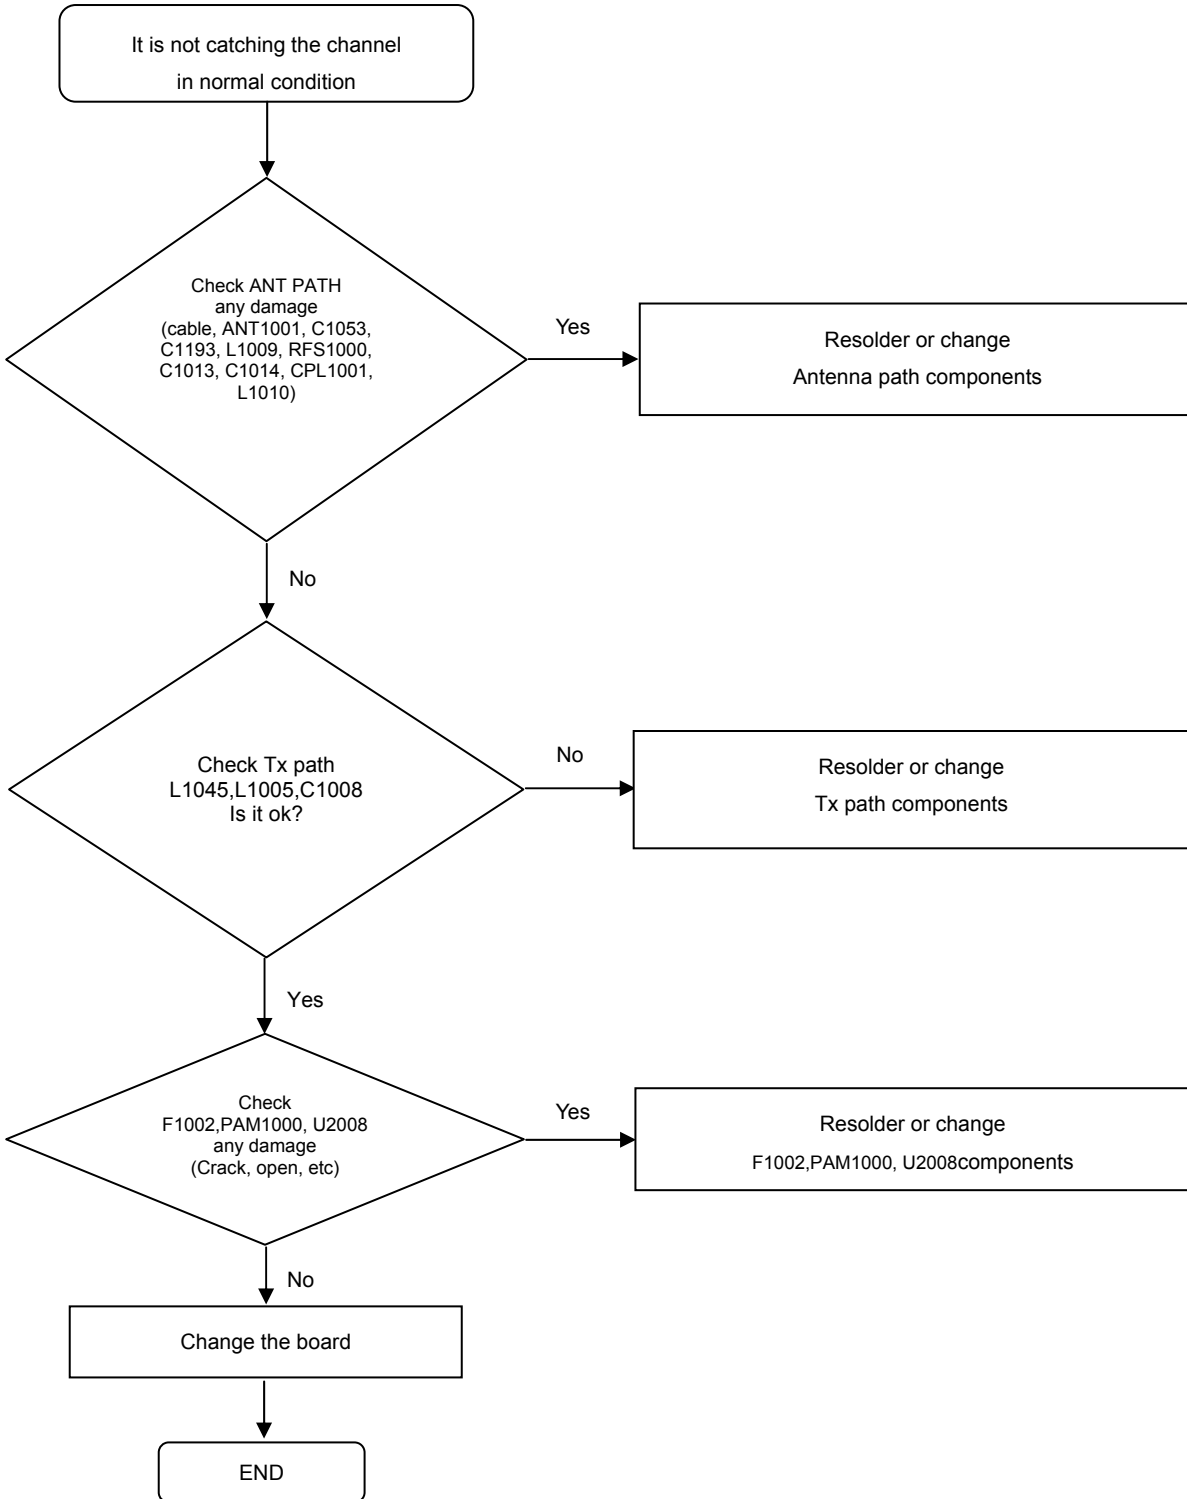 It is not catching the channel
in normal condition
Check ANT PATH
any damage
(cable, ANT1001, C1053,
C1193, L1009, RFS1000,
C1013, C1014, CPL1001,
L1010)
Yes
Resolder or change
Antenna path components
No
Check Tx path
L1045,L1005,C1008
Is it ok?
No
Resolder or change
Tx path components
Yes
Check
F1002,PAM1000, U2008
any damage
(Crack, open, etc)
Yes
Resolder or change
F1002,PAM1000, U2008components
No
Change the board
END